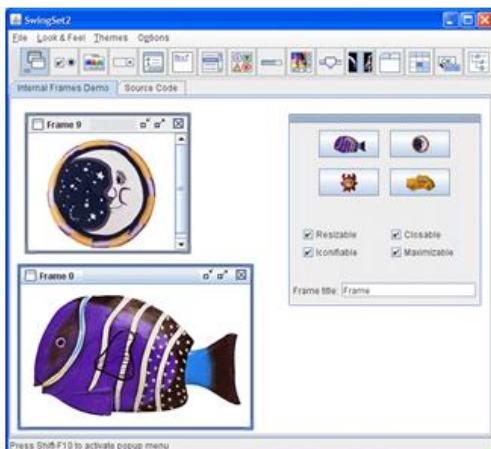 SwingSet2
File Look & Feel Themes Options
Internal Frames Demo Source Code
Frame 9
Resizable Closable
Iconifiable Maximizable
Frame title: Frame
Frame 0
Press Shift-F10 to activate popup menu